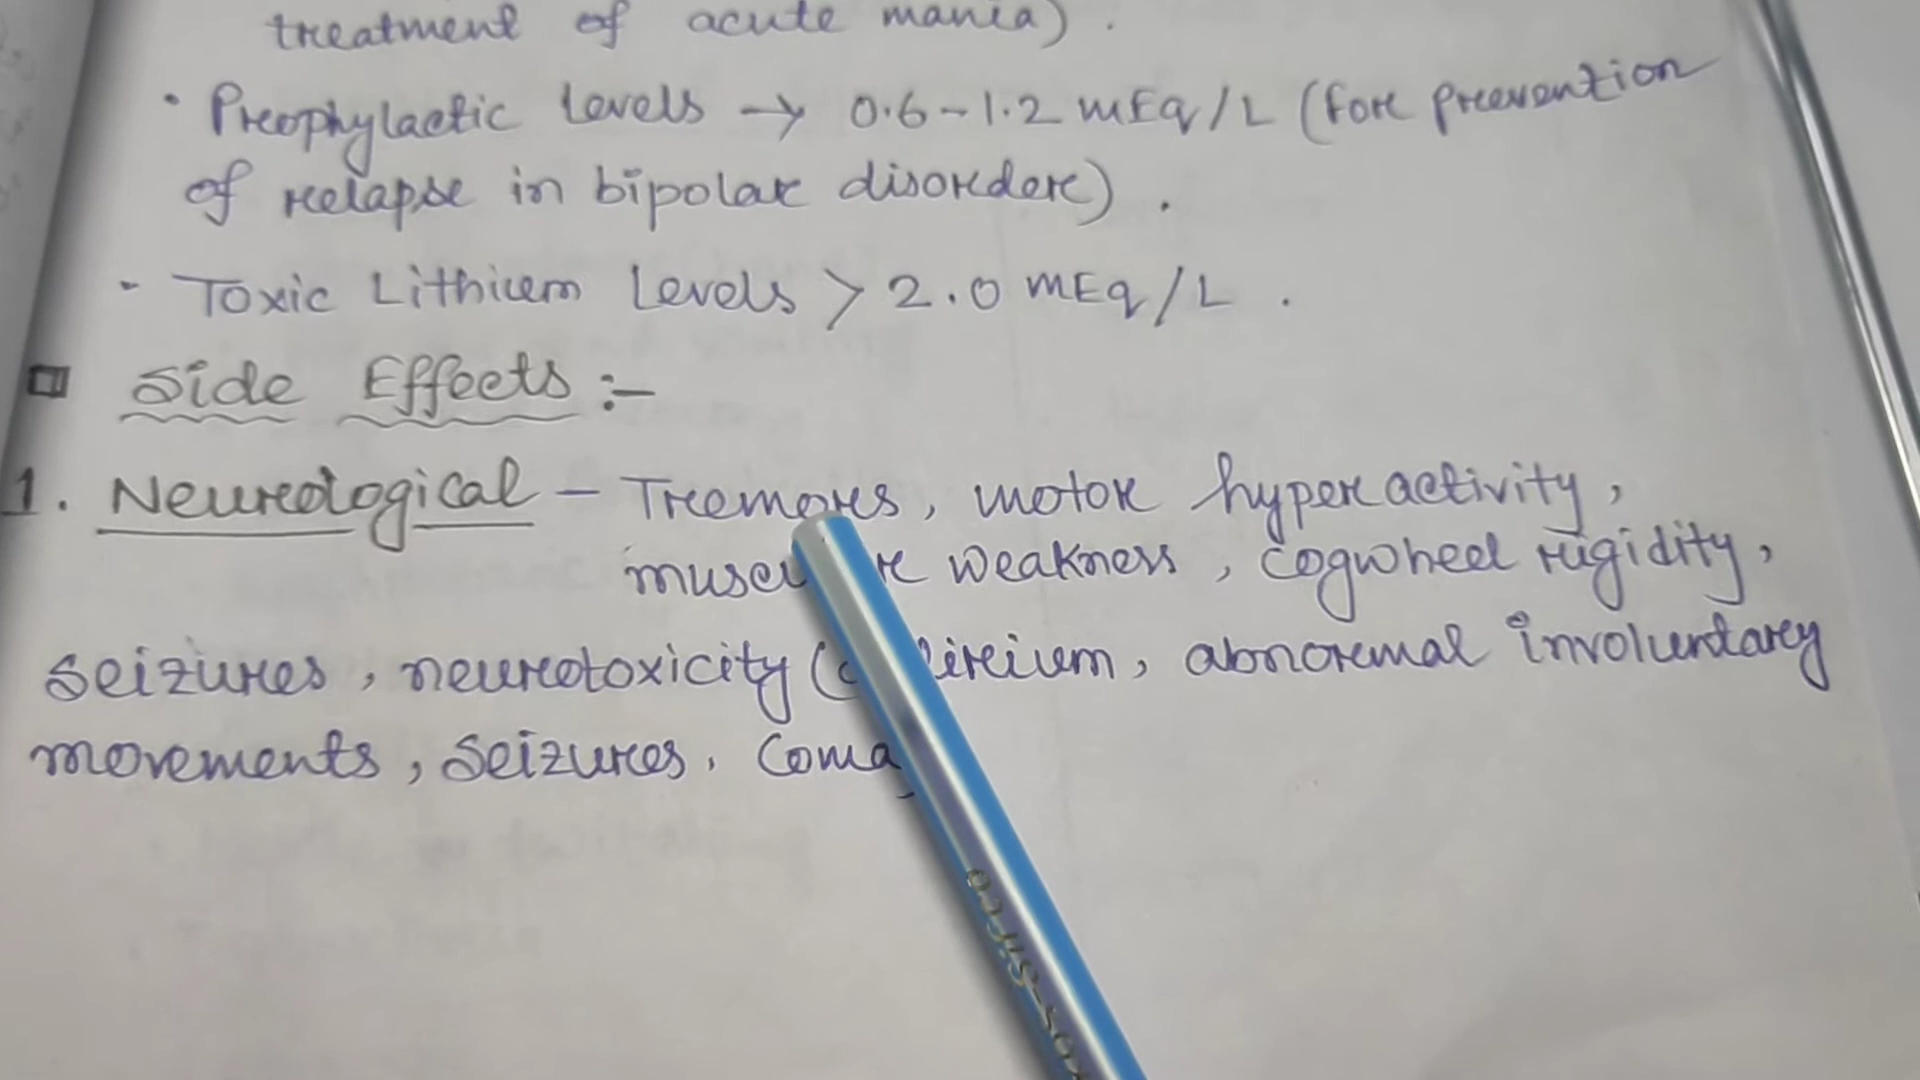 treatment of acute mania).
• Prophylactic levels → 0.6-1.2 mEq/L (for prevention
of relapse in bipolar disorder).
- Toxic Lithium Levels > 2.0 mEq/L.
Side Effects :-
1. Neurological - Tremors, motor hyperactivity,
weakness, cogwheel rigidity,
seizures, neurotoxicity ( abnormal involuntary
movements, seizures, coma